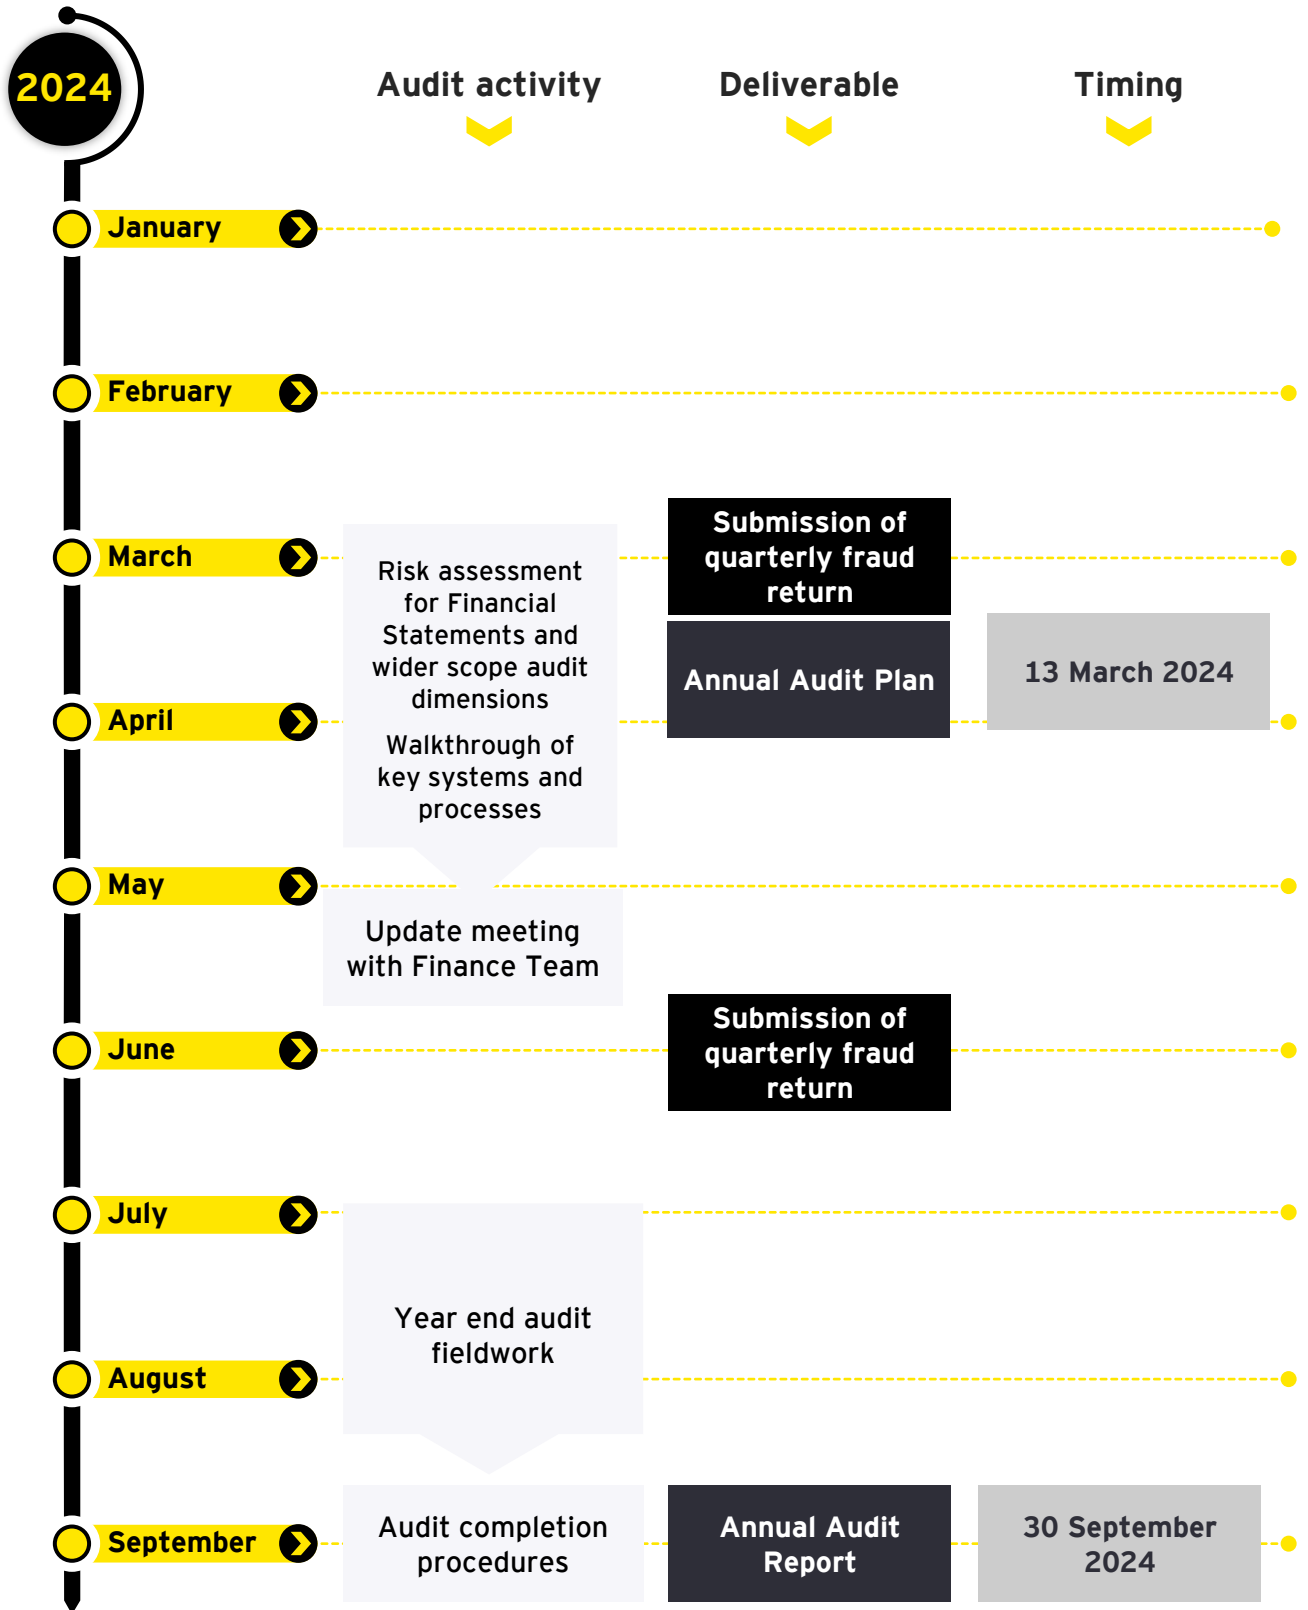 2024
Audit activity
Deliverable
Timing
January
February
March
Risk assessment
for Financial
Statements and
wider scope audit
dimensions
Walkthrough of
key systems and
processes
Submission of
quarterly fraud
return
Annual Audit Plan
13 March 2024
April
May
Update meeting
with Finance Team
June
Submission of
quarterly fraud
return
July
Year end audit
fieldwork
August
September
Audit completion
procedures
Annual Audit
Report
30 September
2024